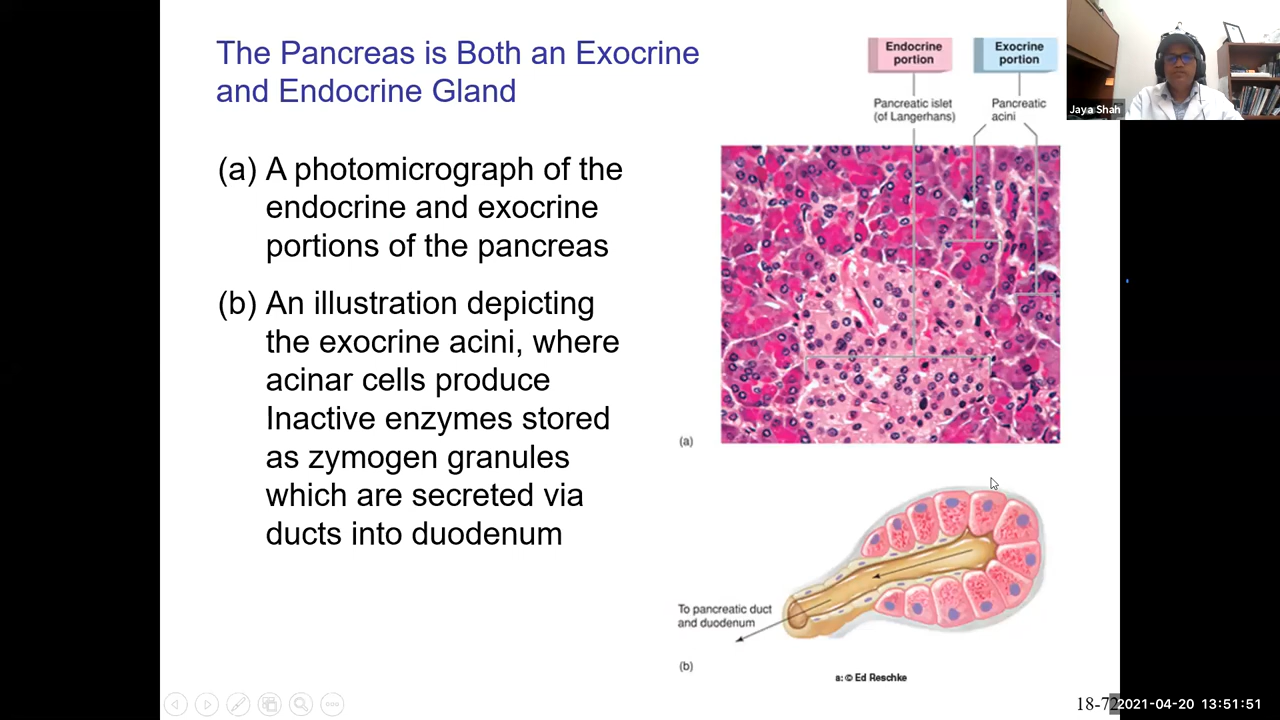 The Pancreas is Both an Exocrine
and Endocrine Gland
(a) A photomicrograph of the
endocrine and exocrine
portions of the pancreas
(b) An illustration depicting
the exocrine acini, where
acinar cells produce
Inactive enzymes stored
as zymogen granules
which are secreted via
ducts into duodenum
Endocrine
portion
Exocrine
portion
Pancreatic islet
(of Langerhans)
Pancreatic
acini
(a)
To pancreatic duct
and duodenum
(b)
a: © Ed Reschke
Jaya Shah
18-72
2021-04-20 13:51:51